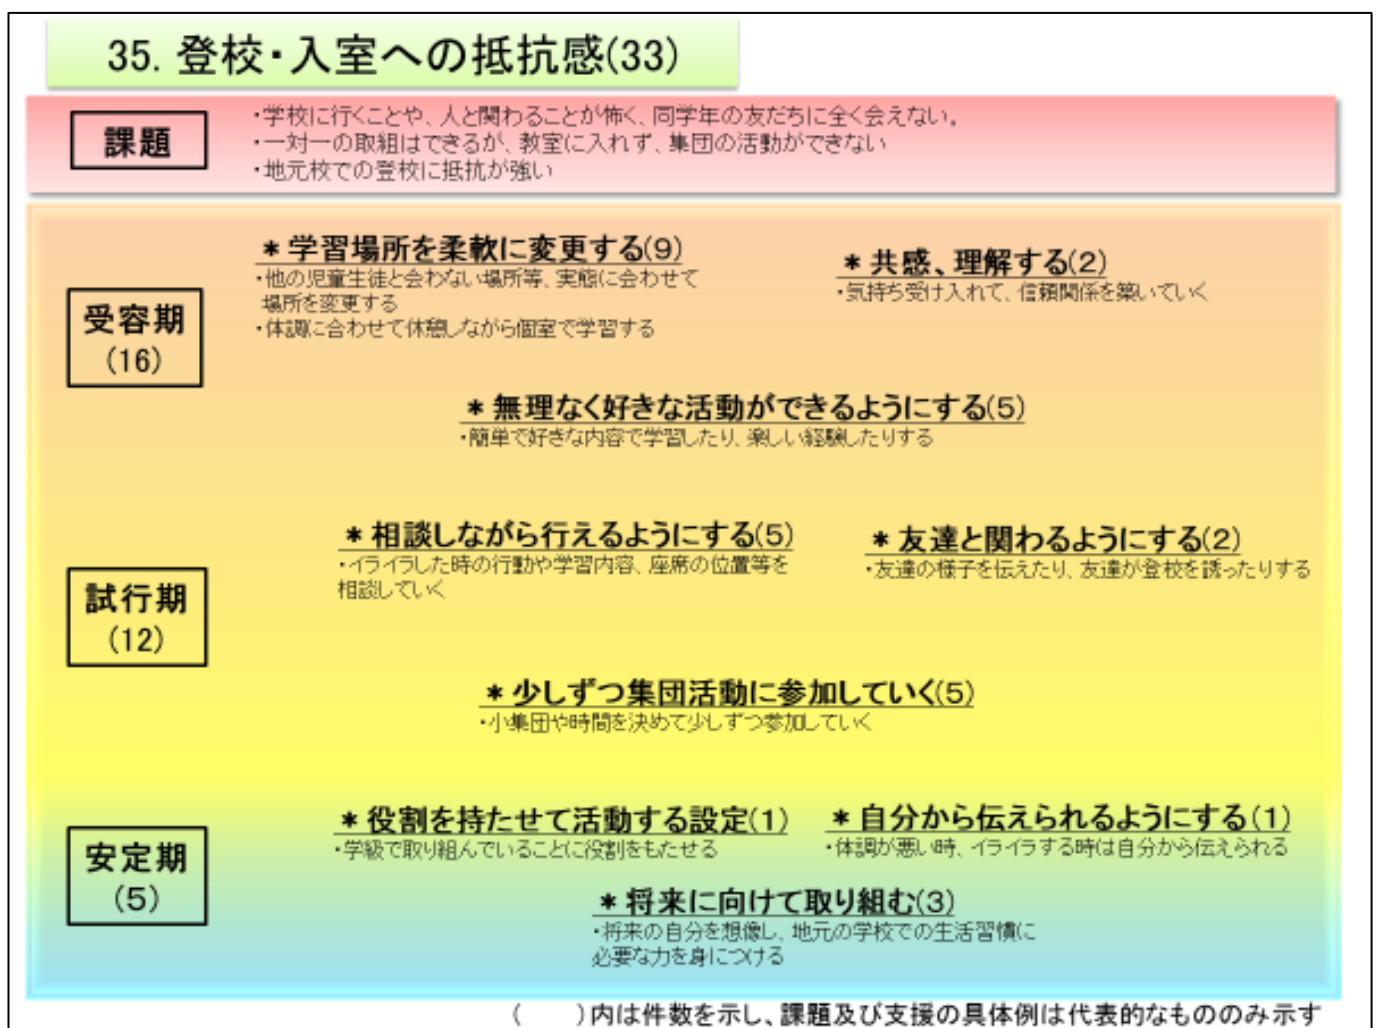 35. 登校・入室への抵抗感(33)
課題
・学校に行くことや、人と関わることが怖く、同学年の友だちに全く会えない。
・一対一の取組はできるが、教室に入れず、集団の活動ができない
・地元校での登校に抵抗が強い
受容期
(16)
＊学習場所を柔軟に変更する(9)
・他の児童生徒と会わない場所等、実態に合わせて
場所を変更する
・体調に合わせて休憩しながら個室で学習する
＊共感、理解する(2)
・気持ち受け入れて、信頼関係を築いていく
＊無理なく好きな活動ができるようにする(5)
・簡単で好きな内容で学習したり、楽しい経験したりする
試行期
(12)
＊相談しながら行えるようにする(5)
・イライラした時の行動や学習内容、座席の位置等を
相談していく
＊友達と関わるようにする(2)
・友達の様子を伝えたり、友達が登校を誘ったりする
＊少しずつ集団活動に参加していく(5)
・小集団や時間を決めて少しずつ参加していく
安定期
(5)
＊役割を持たせて活動する設定(1)
・学級で取り組んでいることに役割をもたせる
＊自分から伝えられるようにする(1)
・体調が悪い時、イライラする時は自分から伝えられる
＊将来に向けて取り組む(3)
・将来の自分を想像し、地元の学校での生活習慣に
必要な力を身につける
(　　)内は件数を示し、課題及び支援の具体例は代表的なもののみ示す